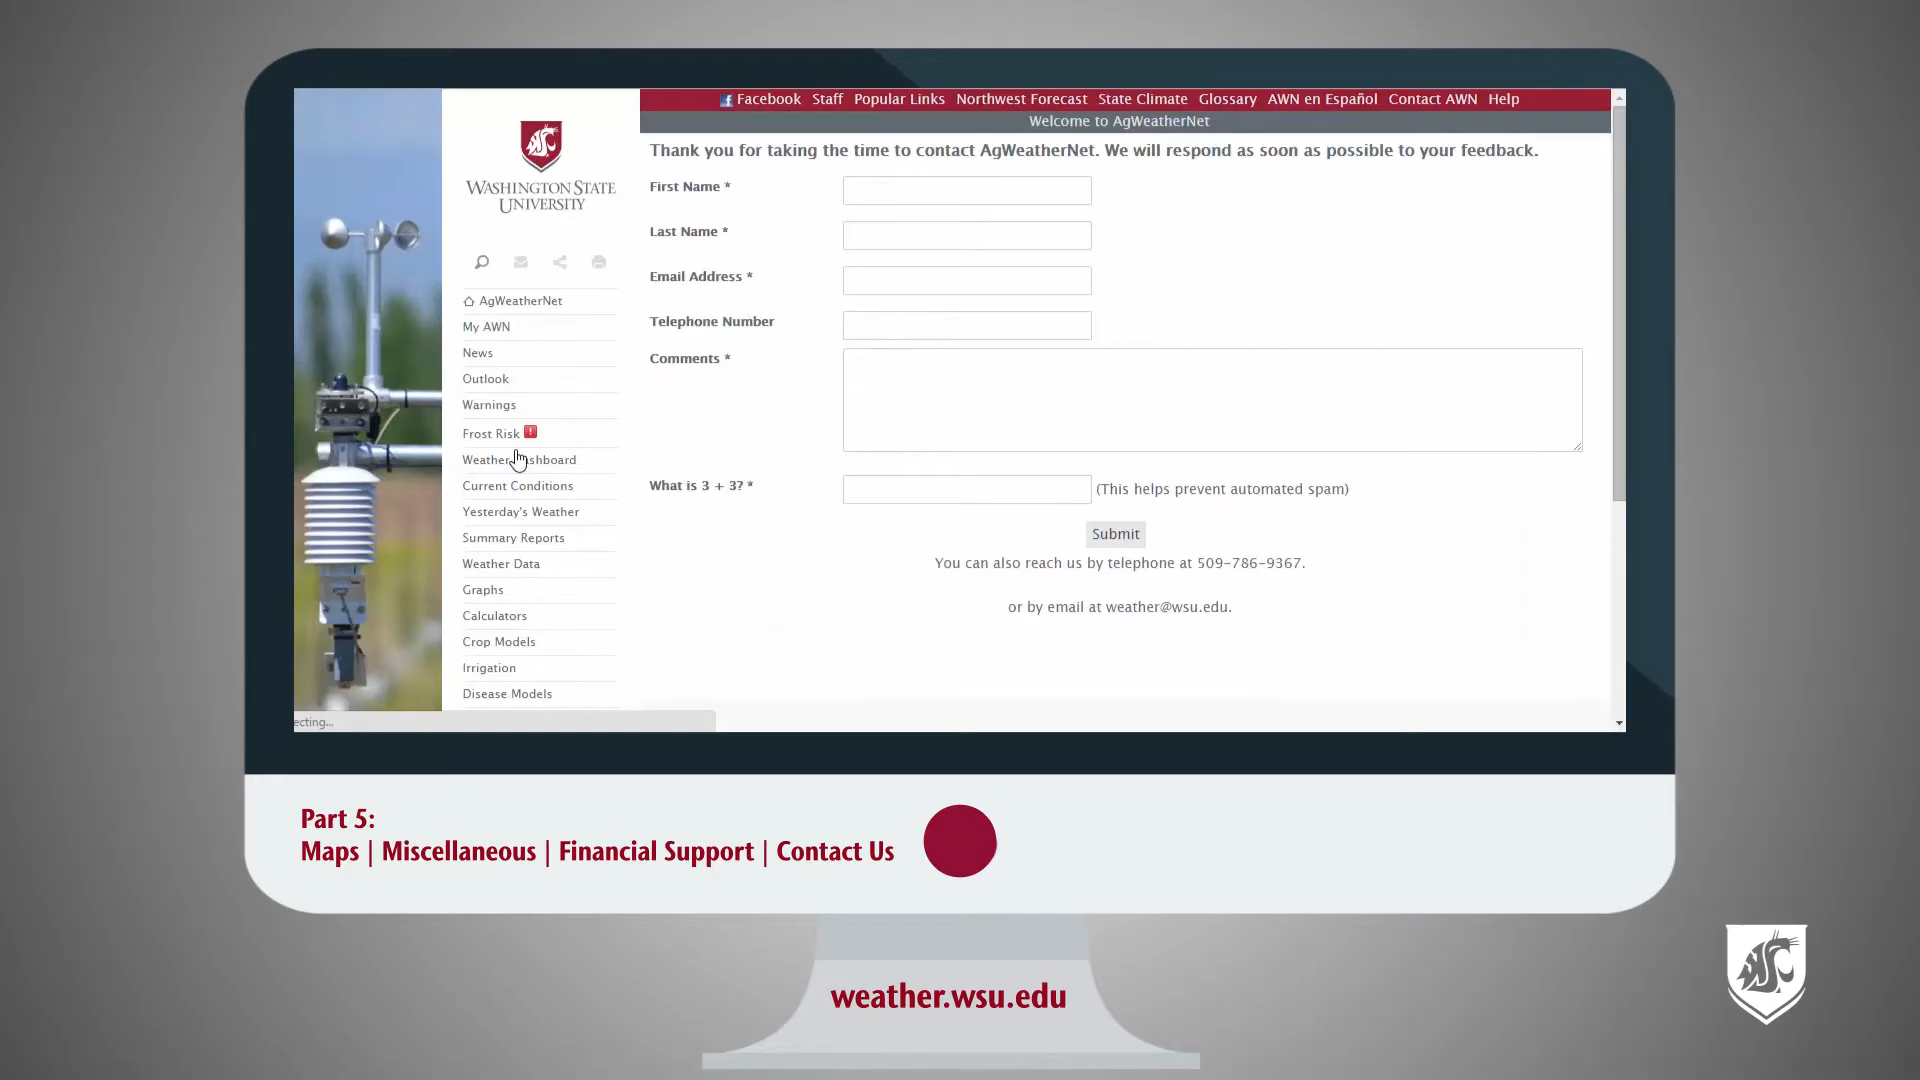 Facebook Staff Popular Links Northwest Forecast State Climate Glossary AWN en Español Contact AWN Help
Welcome to AgWeatherNet
WASHINGTON STATE
UNIVERSITY
AgWeatherNet
My AWN
News
Outlook
Warnings
Frost Risk
Weather shboard
Current Conditions
Yesterday's Weather
Summary Reports
Weather Data
Graphs
Calculators
Crop Models
Irrigation
Disease Models
Thank you for taking the time to contact AgWeatherNet. We will respond as soon as possible to your feedback.
First Name *
Last Name *
Email Address *
Telephone Number
Comments *
What is 3 + 3? *
(This helps prevent automated spam)
Submit
You can also reach us by telephone at 509-786-9367.
or by email at weather@wsu.edu.
ecting...
Part 5:
Maps | Miscellaneous | Financial Support | Contact Us
weather.wsu.edu